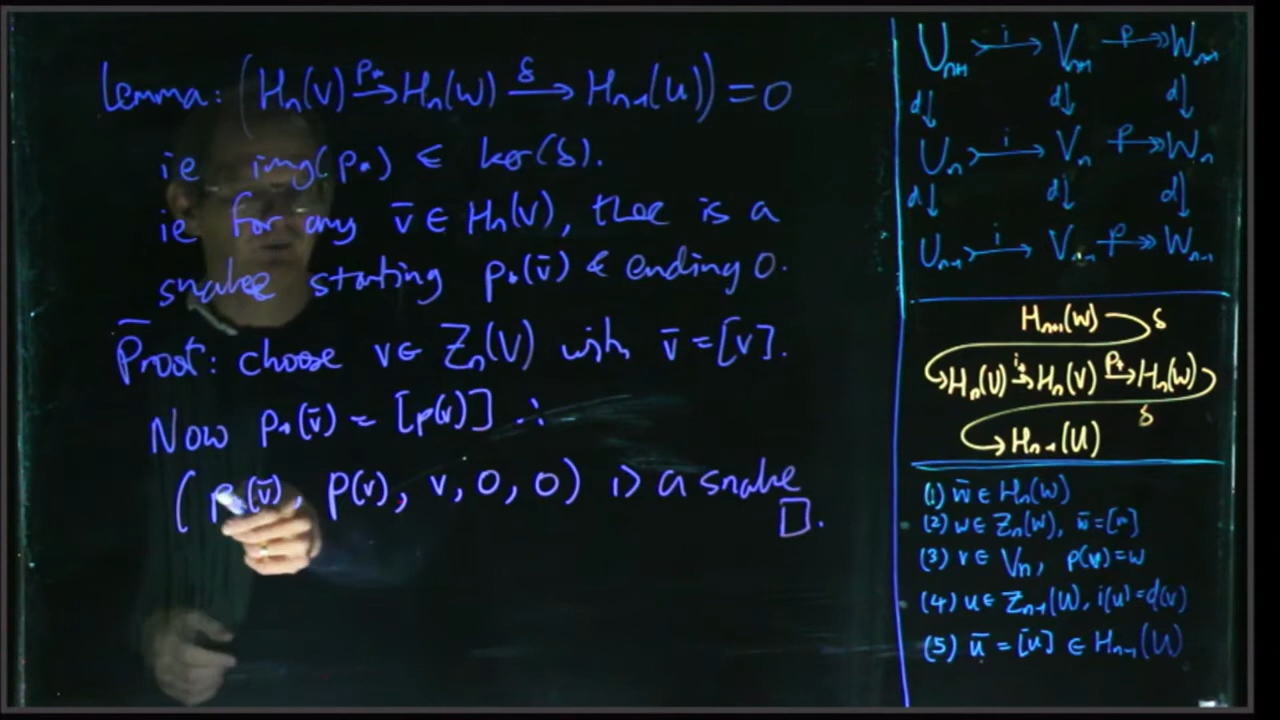 Lemma: (Hn(V) —p*→ Hn(W) —δ→ Hn-1(U)) = 0
ie img(p*) ≤ ker(δ).
ie for any v̄ ∈ Hn(V), there is a
snake starting p*(v̄) & ending 0.
Proof: choose v ∈ Zn(V) with v̄ = [v].
Now p*(v̄) = [p(v)] ∴
(p*(v̄), p(v), v, 0, 0) is a snake
□.
Un+1 >—i→ Vn+1 —p→> Wn+1
d↓ d↓ d↓
Un >—i→ Vn —p→> Wn
d↓ d↓ d↓
Un-1 >—i→ Vn-1 —p→> Wn-1
Hn+1(W) δ
→ Hn(U) —i*→ Hn(V) —p*→ Hn(W)
δ
→ Hn-1(U)
(1) w̄ ∈ Hn(W)
(2) w ∈ Zn(W), w̄ = [w]
(3) v ∈ Vn, p(v) = w
(4) u ∈ Zn-1(U), i(u) = d(v)
(5) ū = [u] ∈ Hn-1(U)